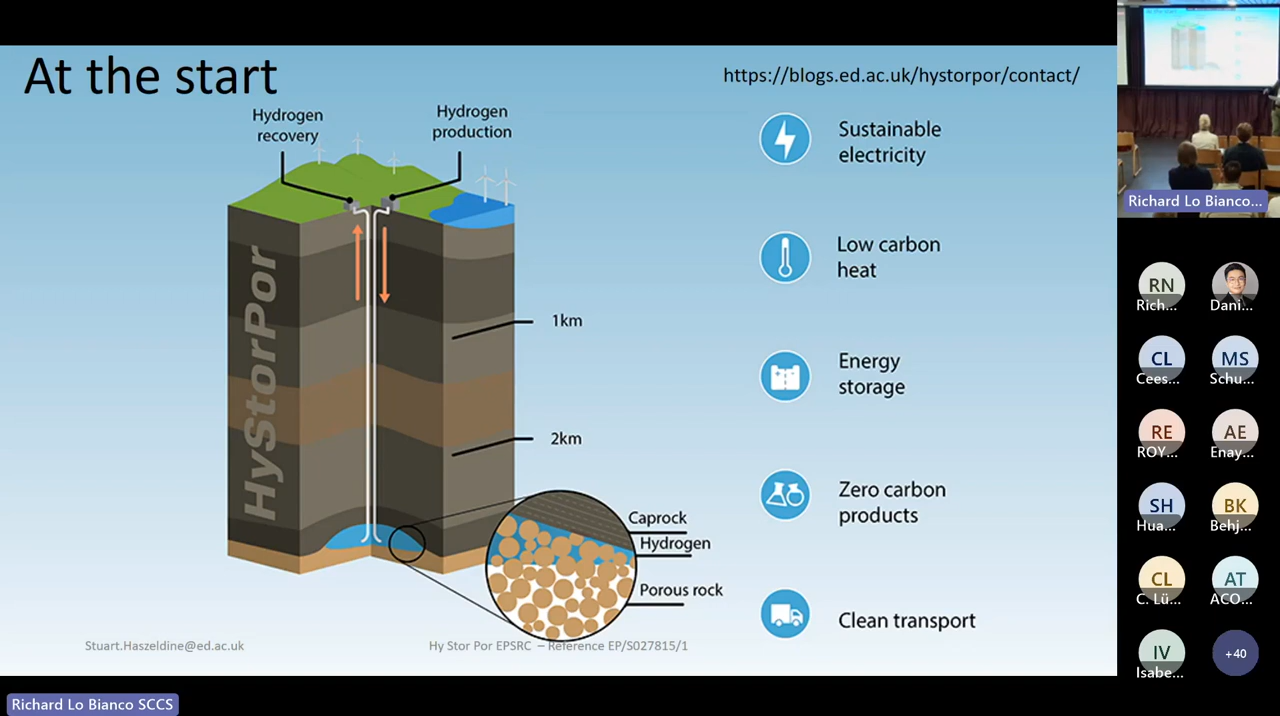 At the start
https://blogs.ed.ac.uk/hystorpor/contact/
Hydrogen
recovery
Hydrogen
production
HyStorPor
1km
2km
Caprock
Hydrogen
Porous rock
Sustainable
electricity
Low carbon
heat
Energy
storage
Zero carbon
products
Clean transport
Stuart.Haszeldine@ed.ac.uk
Hy Stor Por EPSRC – Reference EP/S027815/1
Richard Lo Bianco SCCS
Richard Lo Bianco...
RN
Rich...
Dani...
CL
Cees...
MS
Schu...
RE
ROY...
AE
Enay...
SH
Hua...
BK
Behj...
CL
C. Lü...
AT
ACO...
IV
Isabe...
+40